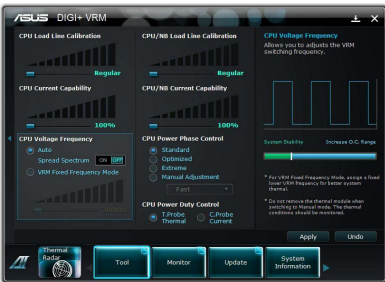 ASUS DIGI+ VRM
CPU Load Line Calibration
Regular
CPU/NB Load Line Calibration
Regular
CPU Current Capability
100%
CPU/NB Current Capability
100%
CPU Voltage Frequency
Auto
Spread Spectrum ON OFF
VRM Fixed Frequency Mode
CPU Power Phase Control
Standard
Optimized
Extreme
Manual Adjustment
Fast
CPU Power Duty Control
T.Probe
Thermal
C.Probe
Current
CPU Voltage Frequency
Allows you to adjusts the VRM
switching frequency.
System Stability Increase O.C. Range
* For VRM Fixed Frequency Mode, assign a fixed
lower VRM frequency for better system
thermal.
* Do not remove the thermal module when
switching to Manual mode. The thermal
conditions should be monitored.
Apply Undo
Thermal
Radar
Tool
Monitor
Update
System
Information